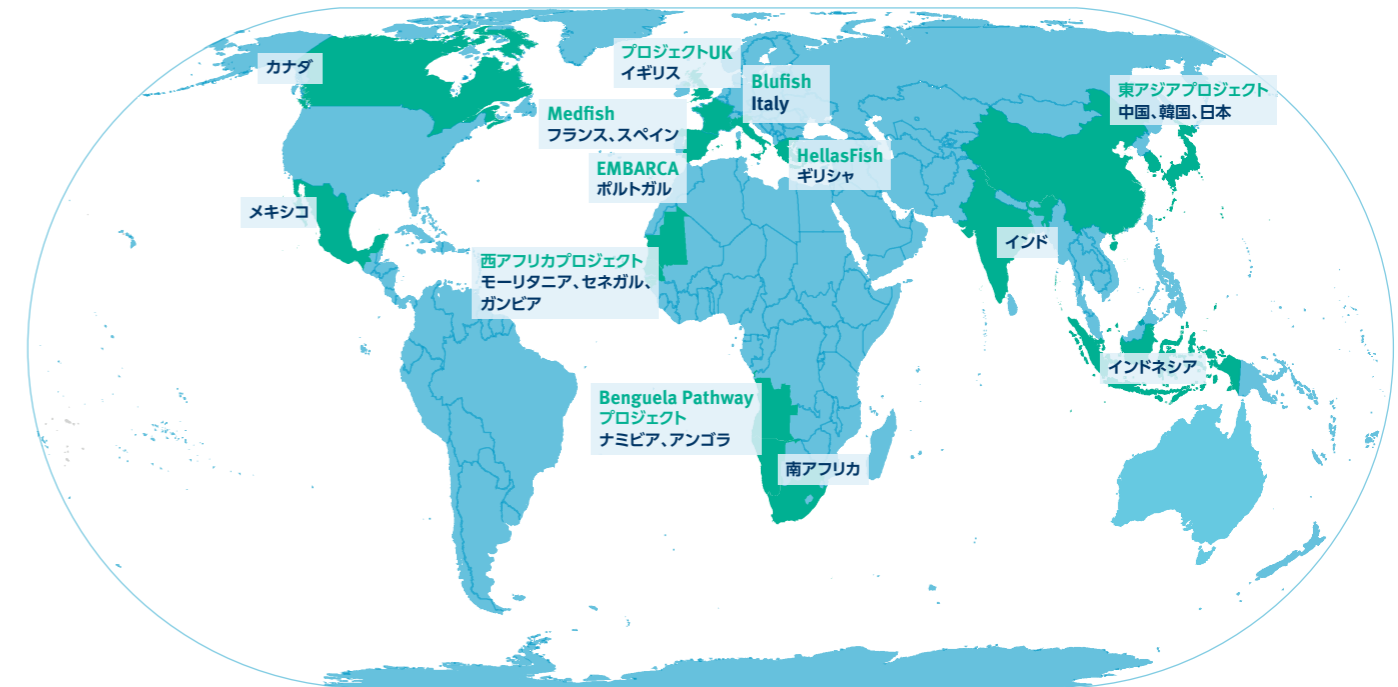 カナダ
プロジェクトUK
イギリス
Blufish
Italy
東アジアプロジェクト
中国、韓国、日本
Medfish
フランス、スペイン
HellasFish
ギリシャ
EMBARCA
ポルトガル
メキシコ
インド
西アフリカプロジェクト
モーリタニア、セネガル、
ガンビア
インドネシア
Benguela Pathway
プロジェクト
ナミビア、アンゴラ
南アフリカ